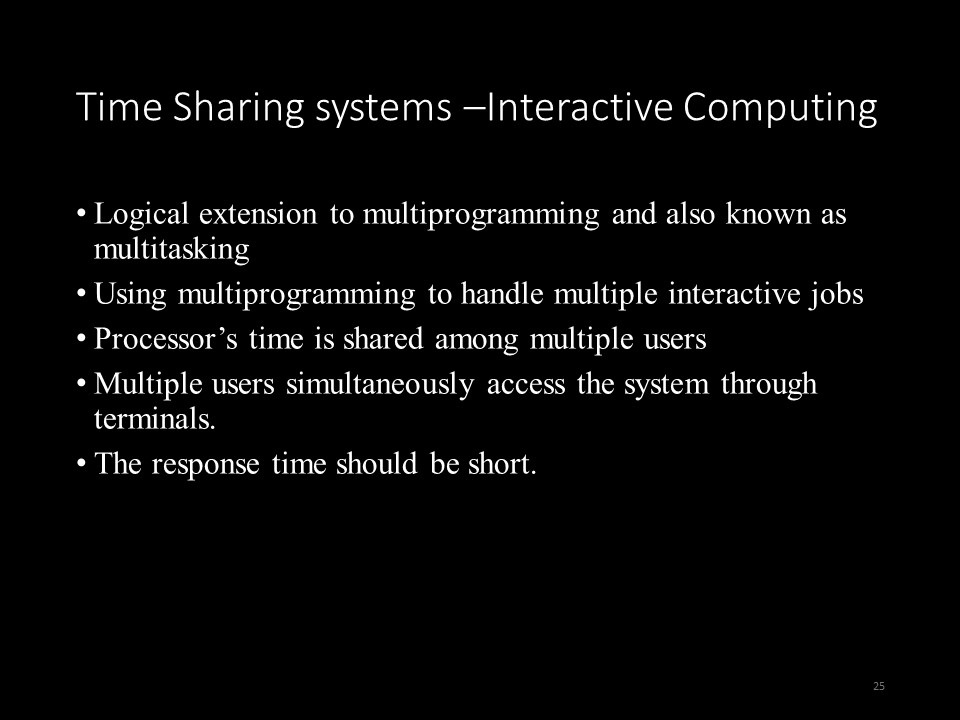 Time Sharing systems –Interactive Computing
• Logical extension to multiprogramming and also known as
multitasking
• Using multiprogramming to handle multiple interactive jobs
• Processor’s time is shared among multiple users
• Multiple users simultaneously access the system through
terminals.
• The response time should be short.
25